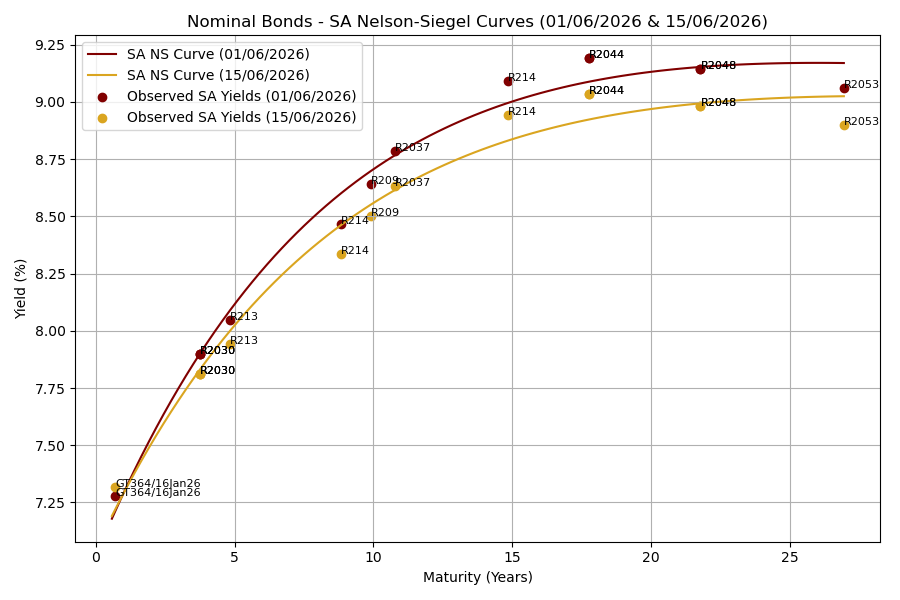 Nominal Bonds - SA Nelson-Siegel Curves (01/06/2026 & 15/06/2026)
SA NS Curve (01/06/2026)
SA NS Curve (15/06/2026)
Observed SA Yields (01/06/2026)
Observed SA Yields (15/06/2026)
Yield (%)
9.25
9.00
8.75
8.50
8.25
8.00
7.75
7.50
7.25
GT364/16Jan26
GT364/16Jan26
R2030
R2030
R213
R213
R214
R214
R209
R209
R2037
R2037
R214
R214
R2044
R2044
R2048
R2048
R2053
R2053
0
5
10
15
20
25
Maturity (Years)